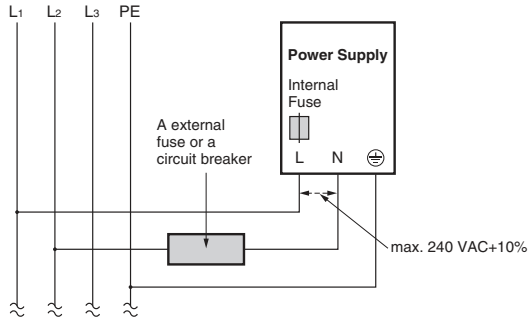 L1 L2 L3 PE
Power Supply
Internal
Fuse
A external
fuse or a
circuit breaker
L N
max. 240 VAC+10%